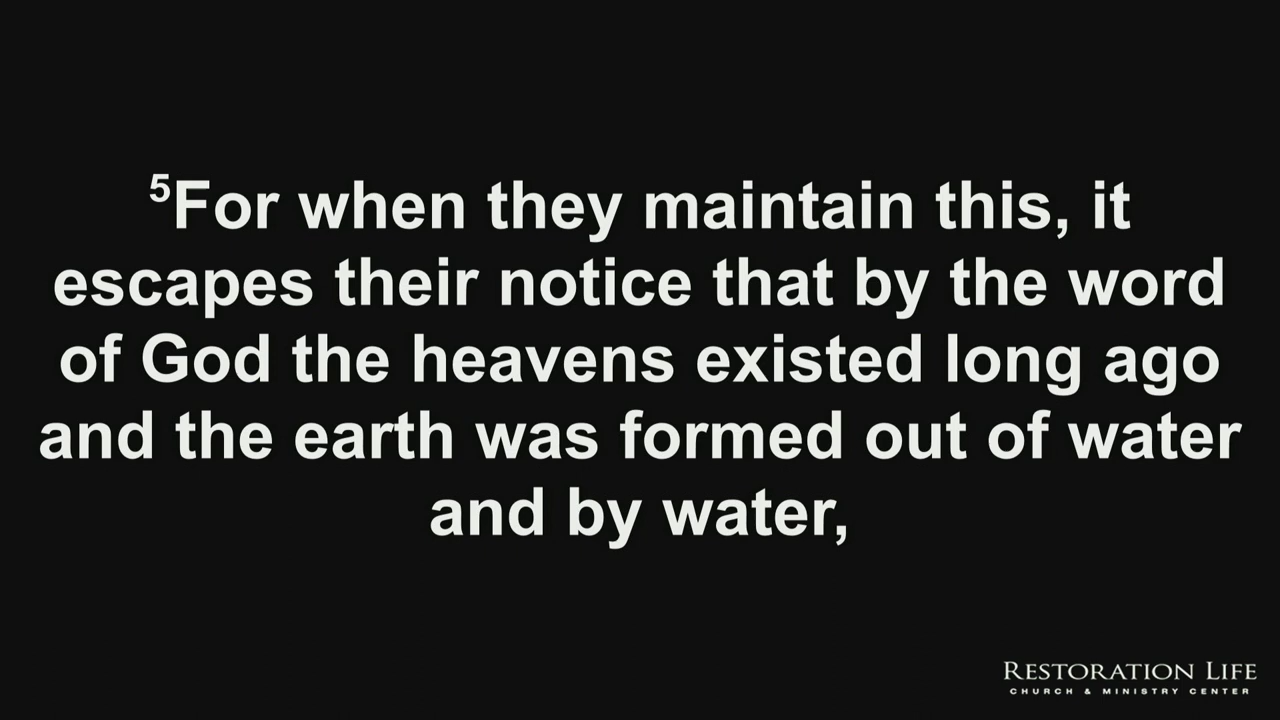 ⁵For when they maintain this, it
escapes their notice that by the word
of God the heavens existed long ago
and the earth was formed out of water
and by water,
RESTORATION LIFE
CHURCH & MINISTRY CENTER